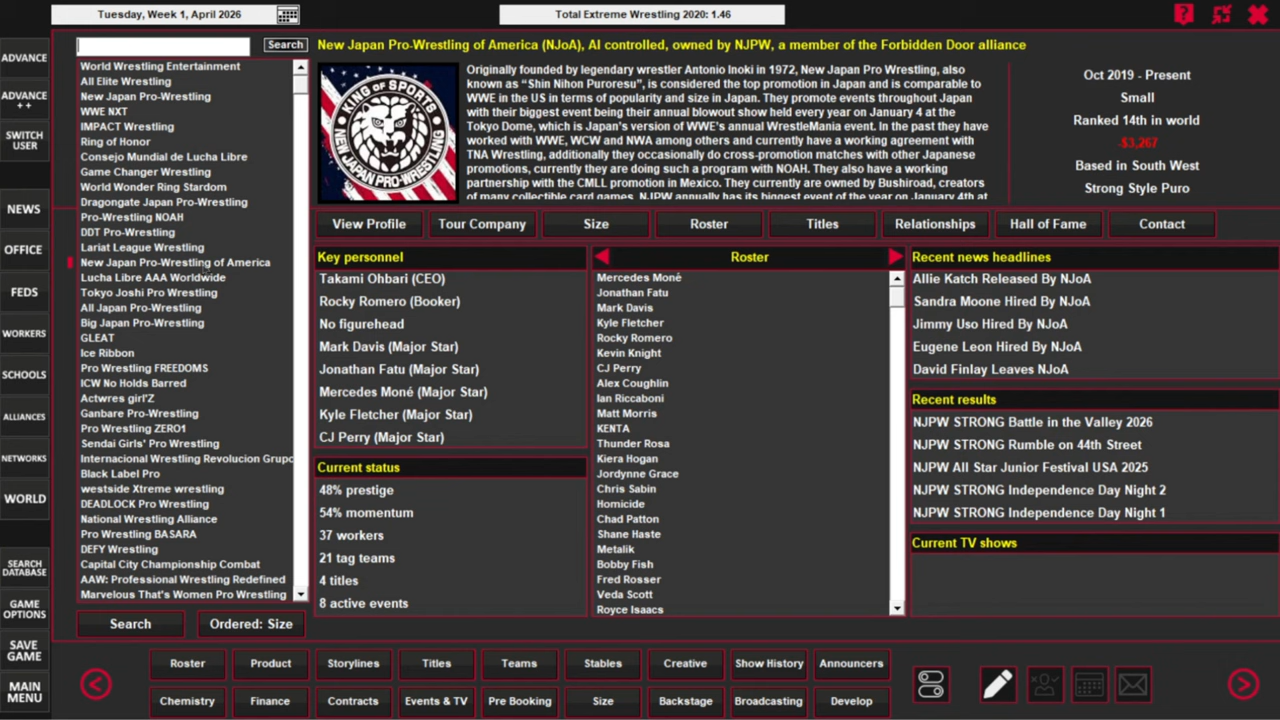 Tuesday, Week 1, April 2026
Total Extreme Wrestling 2020: 1.46
ADVANCE
ADVANCE
+ +
SWITCH
USER
NEWS
OFFICE
FEDS
WORKERS
SCHOOLS
ALLIANCES
NETWORKS
WORLD
SEARCH
DATABASE
GAME
OPTIONS
SAVE
GAME
MAIN
MENU
Search
World Wrestling Entertainment
All Elite Wrestling
New Japan Pro-Wrestling
WWE NXT
IMPACT Wrestling
Ring of Honor
Consejo Mundial de Lucha Libre
Game Changer Wrestling
World Wonder Ring Stardom
Dragongate Japan Pro-Wrestling
Pro-Wrestling NOAH
DDT Pro-Wrestling
Lariat League Wrestling
New Japan Pro-Wrestling of America
Lucha Libre AAA Worldwide
Tokyo Joshi Pro Wrestling
All Japan Pro-Wrestling
Big Japan Pro-Wrestling
GLEAT
Ice Ribbon
Pro Wrestling FREEDOMS
ICW No Holds Barred
Actwres girl'Z
Ganbare Pro-Wrestling
Pro Wrestling ZERO1
Sendai Girls' Pro Wrestling
Internacional Wrestling Revolucion Grupo
Black Label Pro
westside Xtreme wrestling
DEADLOCK Pro Wrestling
National Wrestling Alliance
Pro Wrestling BASARA
DEFY Wrestling
Capital City Championship Combat
AAW: Professional Wrestling Redefined
Marvelous That's Women Pro Wrestling
Search
Ordered: Size
New Japan Pro-Wrestling of America (NJoA), AI controlled, owned by NJPW, a member of the Forbidden Door alliance
KING OF SPORTS
NEW JAPAN PRO-WRESTLING
Originally founded by legendary wrestler Antonio Inoki in 1972, New Japan Pro Wrestling, also
known as “Shin Nihon Puroresu”, is considered the top promotion in Japan and is comparable to
WWE in the US in terms of popularity and size in Japan. They promote events throughout Japan
with their biggest event being their annual blowout show held every year on January 4 at the
Tokyo Dome, which is Japan's version of WWE's annual WrestleMania event. In the past they have
worked with WWE, WCW and NWA among others and currently have a working agreement with
TNA Wrestling, additionally they occasionally do cross-promotion matches with other Japanese
promotions, currently they are doing such a program with NOAH. They also have a working
partnership with the CMLL promotion in Mexico. They currently are owned by Bushiroad, creators
of many collectible card games. NJPW annually has its biggest event of the year on January 4th at
Oct 2019 - Present
Small
Ranked 14th in world
-$3,267
Based in South West
Strong Style Puro
View Profile
Tour Company
Size
Roster
Titles
Relationships
Hall of Fame
Contact
Key personnel
Takami Ohbari (CEO)
Rocky Romero (Booker)
No figurehead
Mark Davis (Major Star)
Jonathan Fatu (Major Star)
Mercedes Moné (Major Star)
Kyle Fletcher (Major Star)
CJ Perry (Major Star)
Current status
48% prestige
54% momentum
37 workers
21 tag teams
4 titles
8 active events
Roster
Mercedes Moné
Jonathan Fatu
Mark Davis
Kyle Fletcher
Rocky Romero
Kevin Knight
CJ Perry
Alex Coughlin
Ian Riccaboni
Matt Morris
KENTA
Thunder Rosa
Kiera Hogan
Jordynne Grace
Chris Sabin
Homicide
Chad Patton
Shane Haste
Metalik
Bobby Fish
Fred Rosser
Veda Scott
Royce Isaacs
Recent news headlines
Allie Katch Released By NJoA
Sandra Moone Hired By NJoA
Jimmy Uso Hired By NJoA
Eugene Leon Hired By NJoA
David Finlay Leaves NJoA
Recent results
NJPW STRONG Battle in the Valley 2026
NJPW STRONG Rumble on 44th Street
NJPW All Star Junior Festival USA 2025
NJPW STRONG Independence Day Night 2
NJPW STRONG Independence Day Night 1
Current TV shows
Roster
Product
Storylines
Titles
Teams
Stables
Creative
Show History
Announcers
Chemistry
Finance
Contracts
Events & TV
Pre Booking
Size
Backstage
Broadcasting
Develop